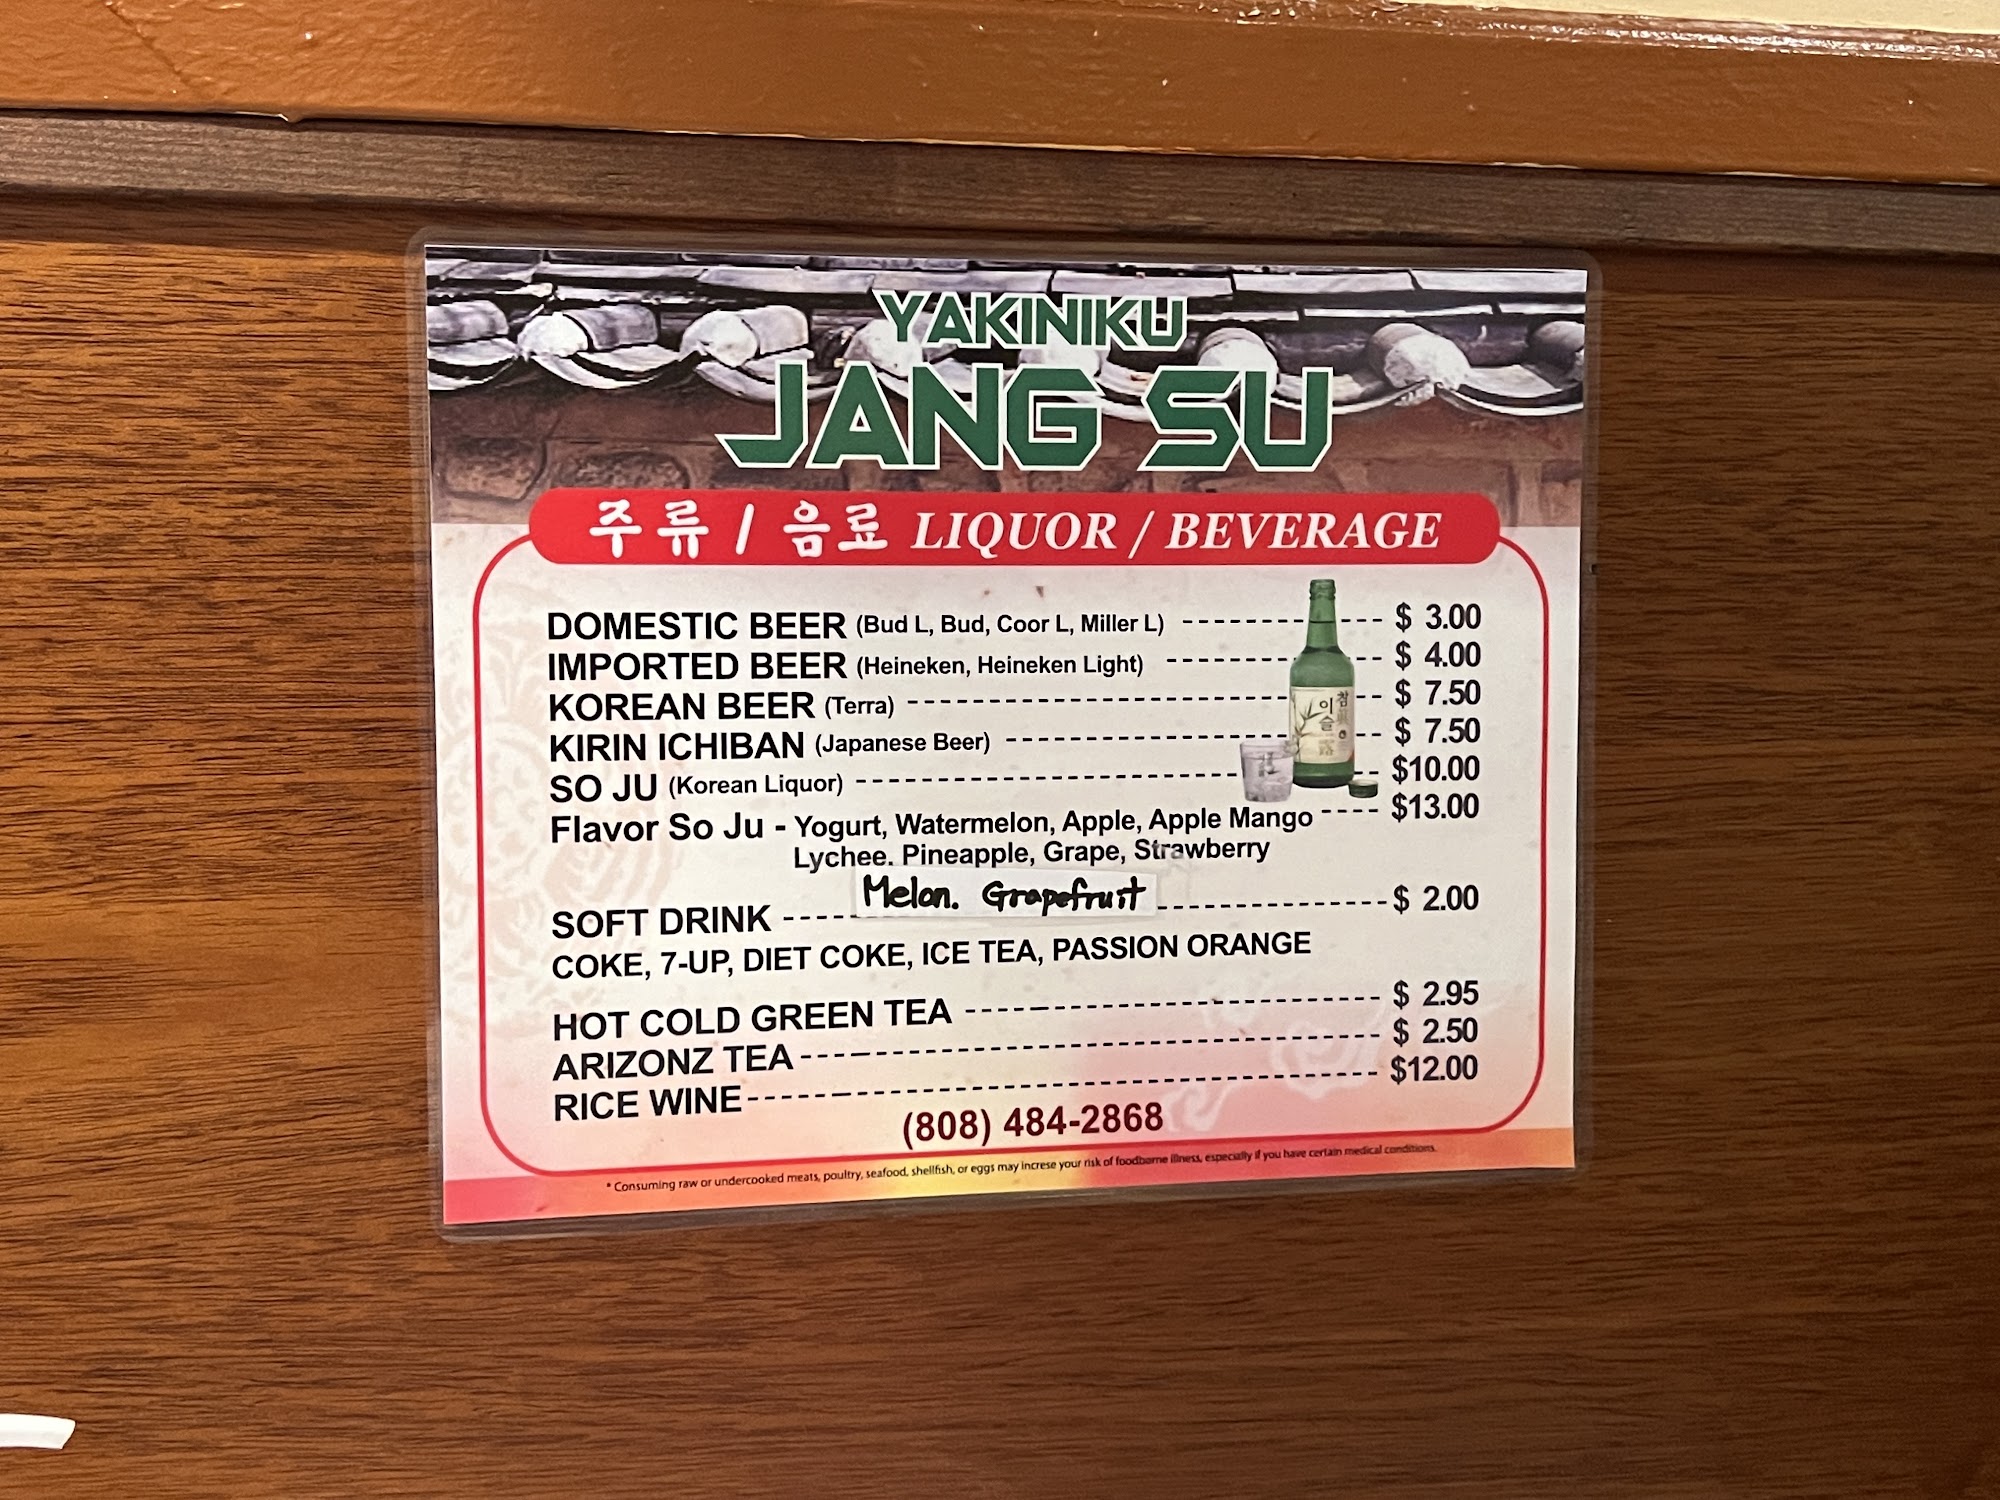 YAKINIKU
JANG SU
주류 / 음료 LIQUOR / BEVERAGE
DOMESTIC BEER (Bud L, Bud, Coor L, Miller L) $ 3.00
IMPORTED BEER (Heineken, Heineken Light) $ 4.00
KOREAN BEER (Terra) $ 7.50
KIRIN ICHIBAN (Japanese Beer) $ 7.50
SO JU (Korean Liquor) $10.00
Flavor So Ju - Yogurt, Watermelon, Apple, Apple Mango $13.00
Lychee. Pineapple, Grape, Strawberry
Melon. Grapefruit
SOFT DRINK $ 2.00
COKE, 7-UP, DIET COKE, ICE TEA, PASSION ORANGE
HOT COLD GREEN TEA $ 2.95
ARIZONZ TEA $ 2.50
RICE WINE $12.00
(808) 484-2868
* Consuming raw or undercooked meats, poultry, seafood, shellfish, or eggs may increse your risk of foodborne illness, especially if you have certain medical conditions.
참
이슬